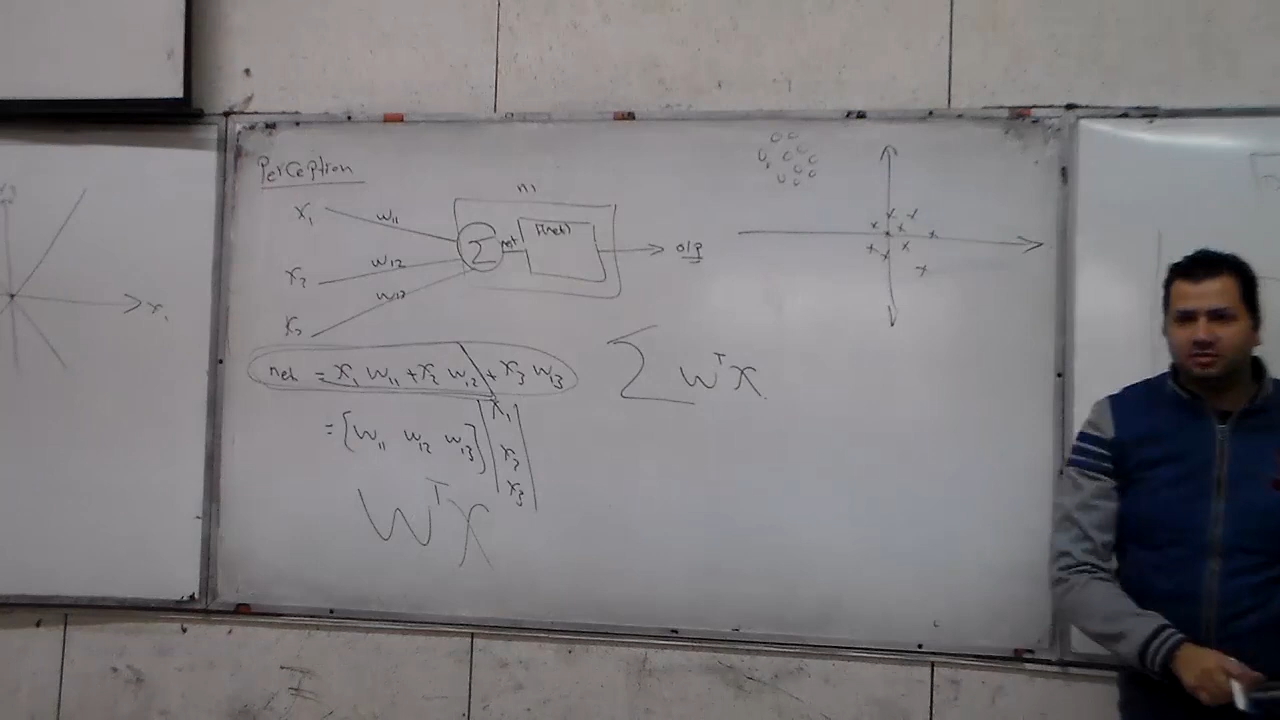 Perception
n1
x1 w11
x2 w12
x3 w13
Σ net f(net) o/p
net = x1 w11 + x2 w12 + x3 w13
= [w11 w12 w13] [x1 x2 x3]
W^T X
Σ W^T X
x1